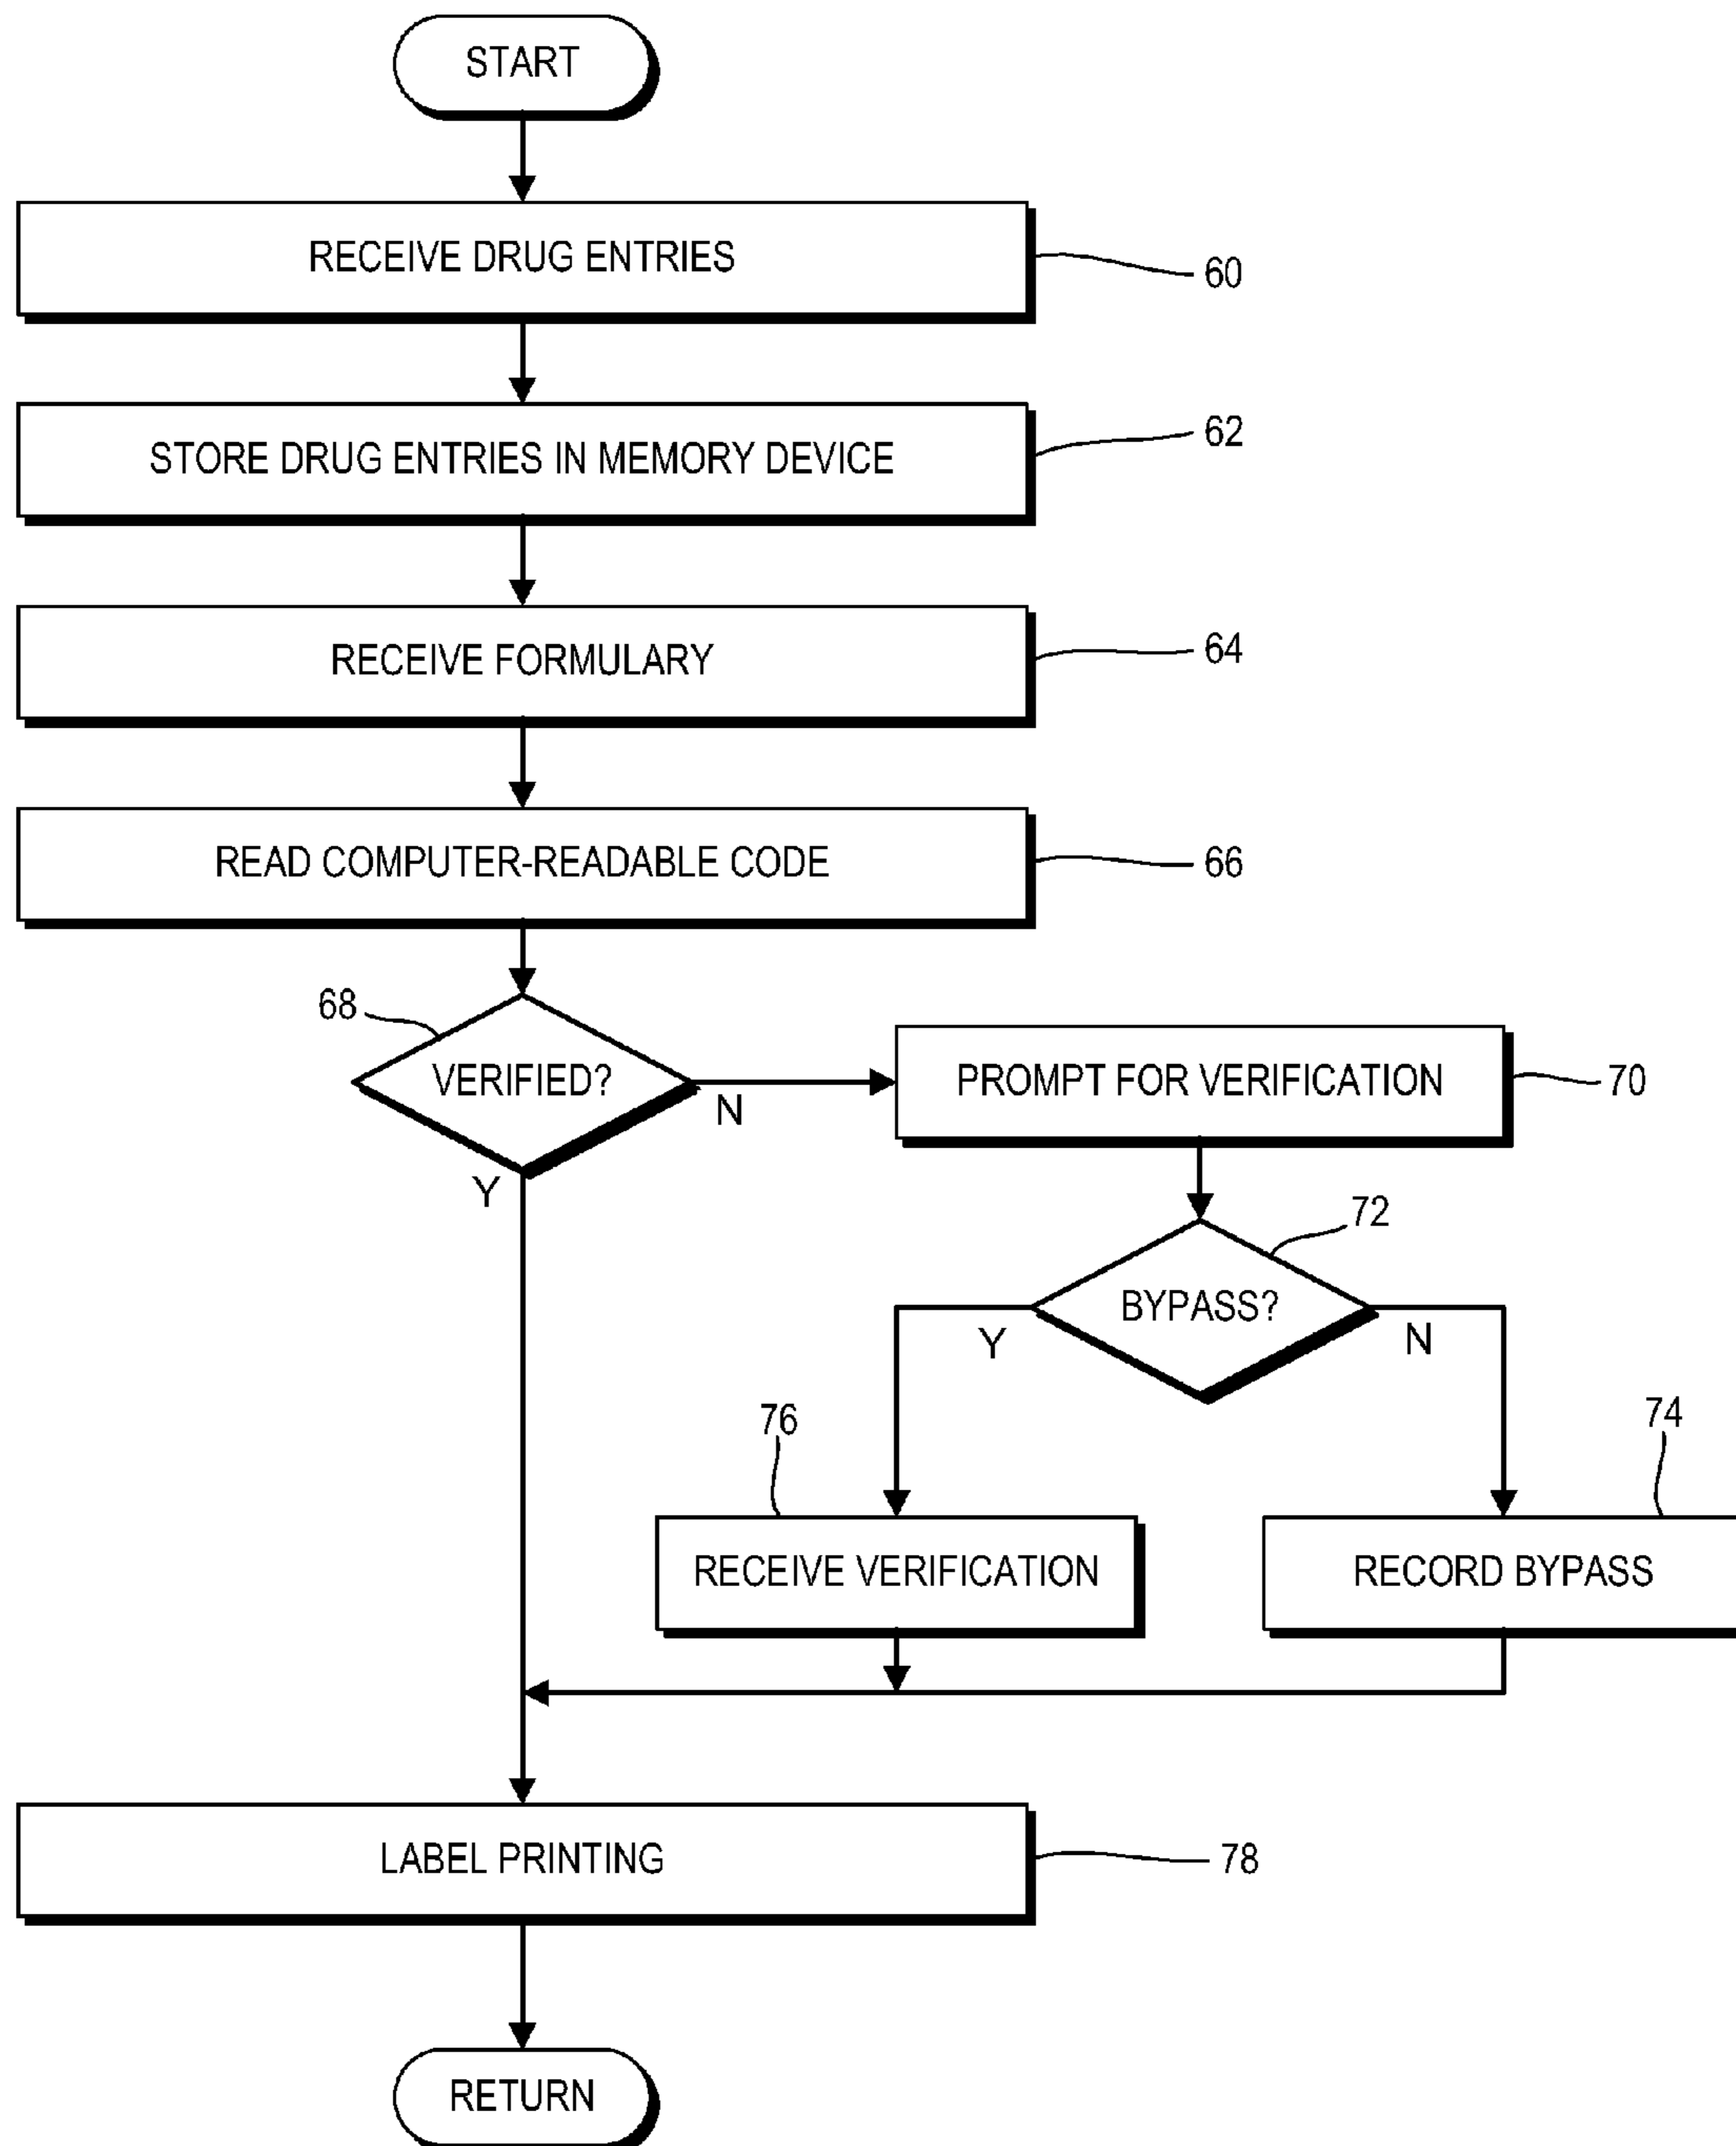 START
RECEIVE DRUG ENTRIES
60
STORE DRUG ENTRIES IN MEMORY DEVICE
62
RECEIVE FORMULARY
64
READ COMPUTER-READABLE CODE
66
68
VERIFIED?
N
Y
PROMPT FOR VERIFICATION
70
72
BYPASS?
Y
N
76
74
RECEIVE VERIFICATION
RECORD BYPASS
LABEL PRINTING
78
RETURN